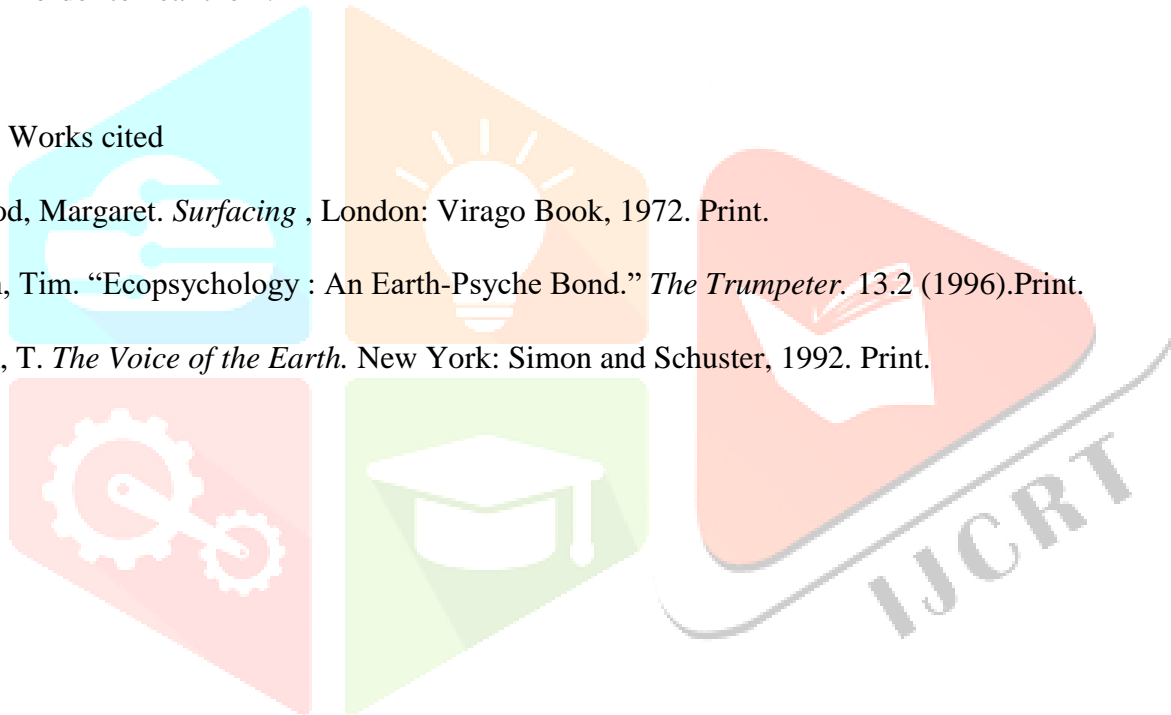 Works cited
od, Margaret. Surfacing , London: Virago Book, 1972. Print.
, Tim. “Ecopsychology : An Earth-Psyche Bond.” The Trumpeter. 13.2 (1996).Print.
, T. The Voice of the Earth. New York: Simon and Schuster, 1992. Print.
IJCRT